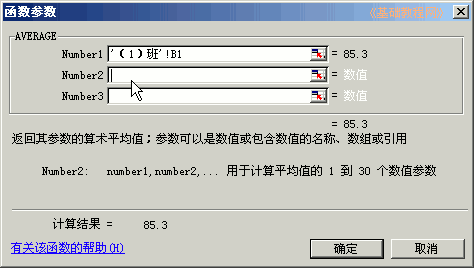 函数参数 《基础教程
AVERAGE
Number1 '（1）班'!B1 = 85.3
Number2 = 数值
Number3 = 数值
= 85.3
返回其参数的算术平均值；参数可以是数值或包含数值的名称、数组或引用
Number2: number1,number2,... 用于计算平均值的 1 到 30 个数值参数
计算结果 = 85.3
有关该函数的帮助(H) 确定 取消